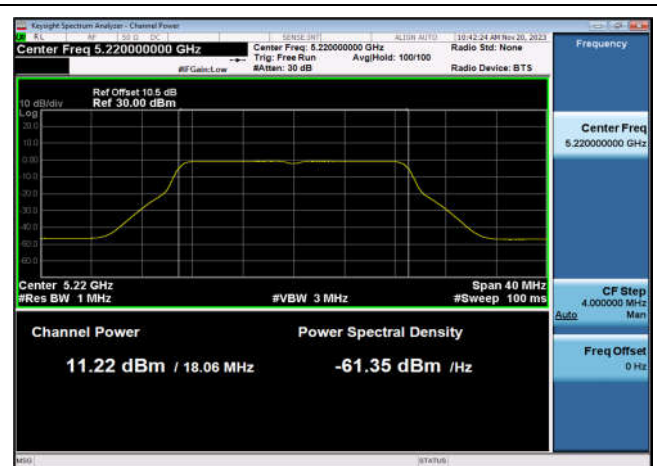 Keysight Spectrum Analyzer - Channel Power
RL RF 50 Ω DC SENSE:INT ALIGN AUTO 10:42:24 AM Nov 20, 2023
Center Freq 5.220000000 GHz
Center Freq: 5.220000000 GHz
Radio Std: None
Trig: Free Run Avg|Hold: 100/100
#IFGain:Low #Atten: 30 dB
Radio Device: BTS
Frequency
Ref Offset 10.5 dB
10 dB/div Ref 30.00 dBm
Log
20.0
10.0
0.00
-10.0
-20.0
-30.0
-40.0
-50.0
-60.0
Center 5.22 GHz Span 40 MHz
#Res BW 1 MHz #VBW 3 MHz #Sweep 100 ms
Channel Power
Power Spectral Density
11.22 dBm / 18.06 MHz
-61.35 dBm /Hz
Center Freq
5.220000000 GHz
CF Step
4.000000 MHz
Auto Man
Freq Offset
0 Hz
MSG STATUS